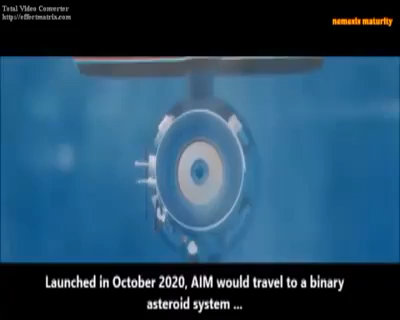 Total Video Converter
http://effectmatrix.com
nemesis maturity
Launched in October 2020, AIM would travel to a binary
asteroid system ...